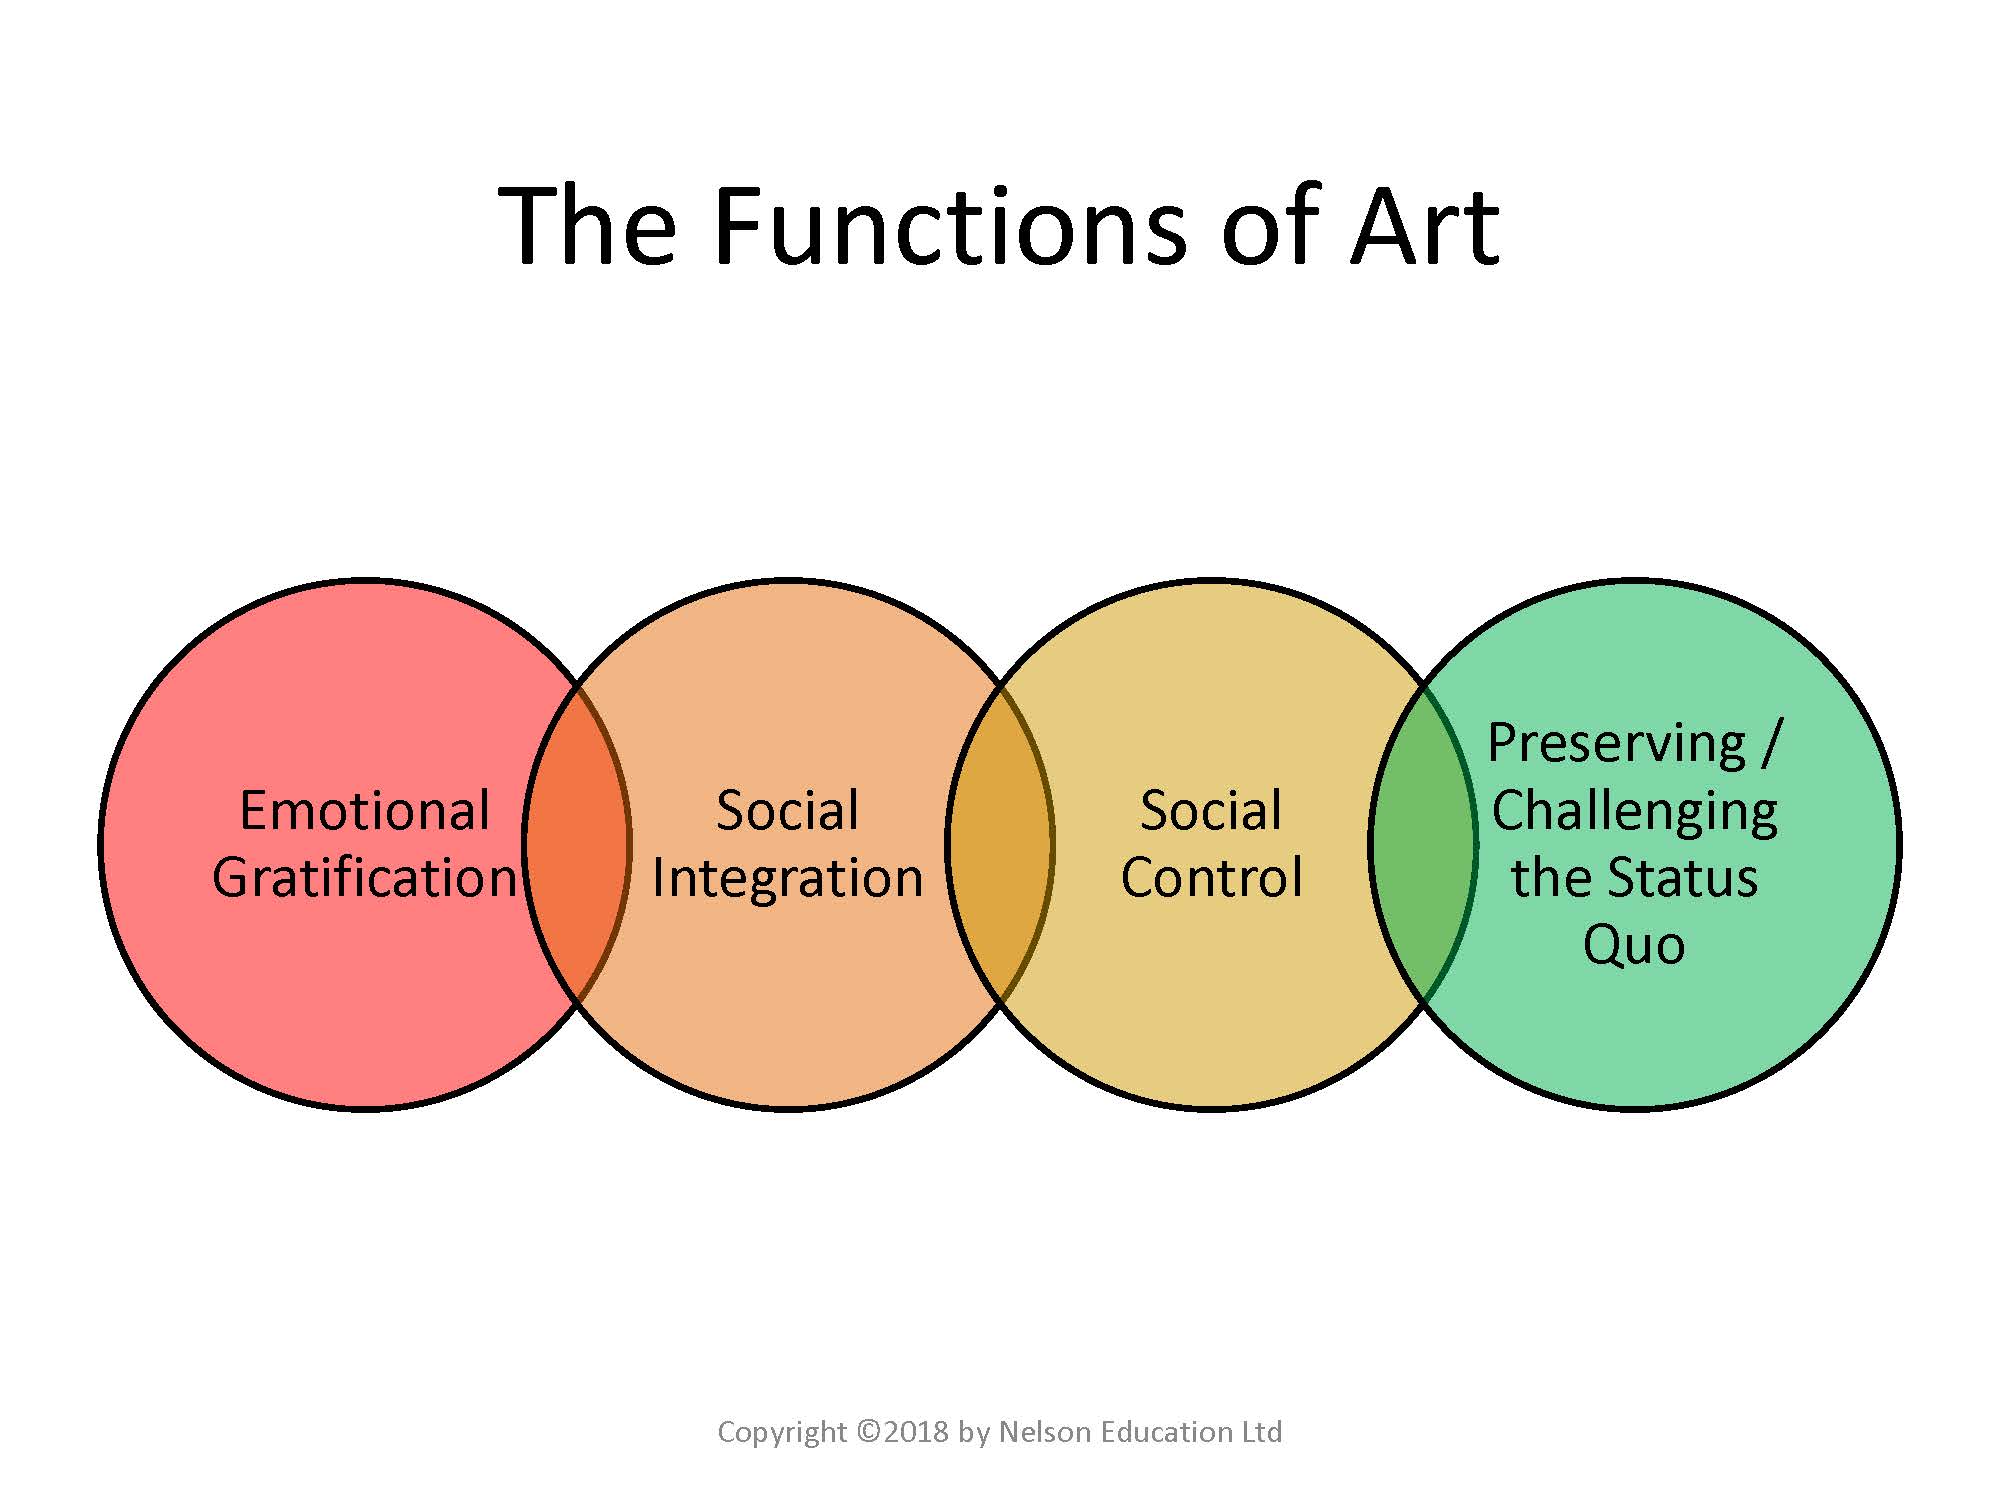 The Functions of Art
Emotional
Gratification
Social
Integration
Social
Control
Preserving /
Challenging
the Status
Quo
Copyright ©2018 by Nelson Education Ltd